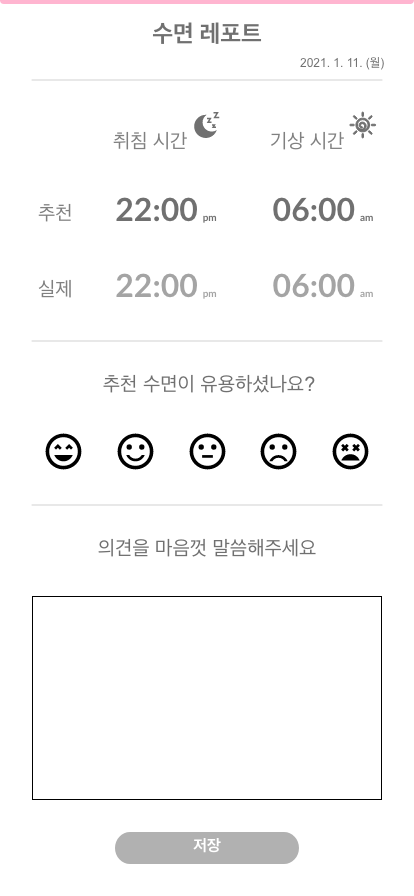 수면 레포트
2021. 1. 11. (월)
취침 시간 기상 시간
추천 22:00 pm 06:00 am
실제 22:00 pm 06:00 am
추천 수면이 유용하셨나요?
의견을 마음껏 말씀해주세요
저장